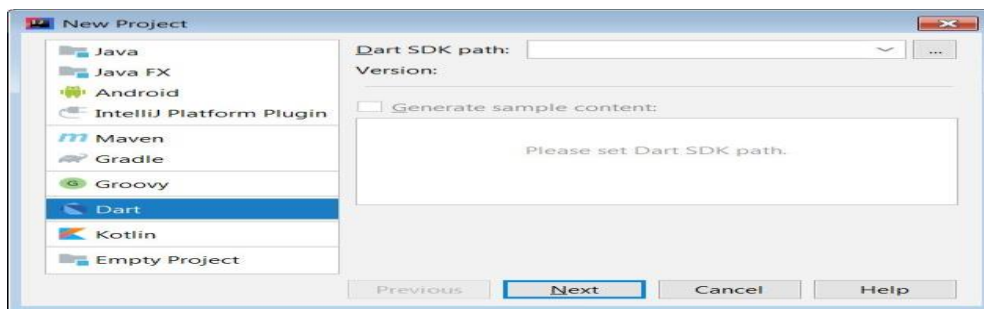 New Project
Java
Java FX
Android
IntelliJ Platform Plugin
Maven
Gradle
Groovy
Dart
Kotlin
Empty Project
Dart SDK path:
...
Version:
Generate sample content:
Please set Dart SDK path.
Previous
Next
Cancel
Help